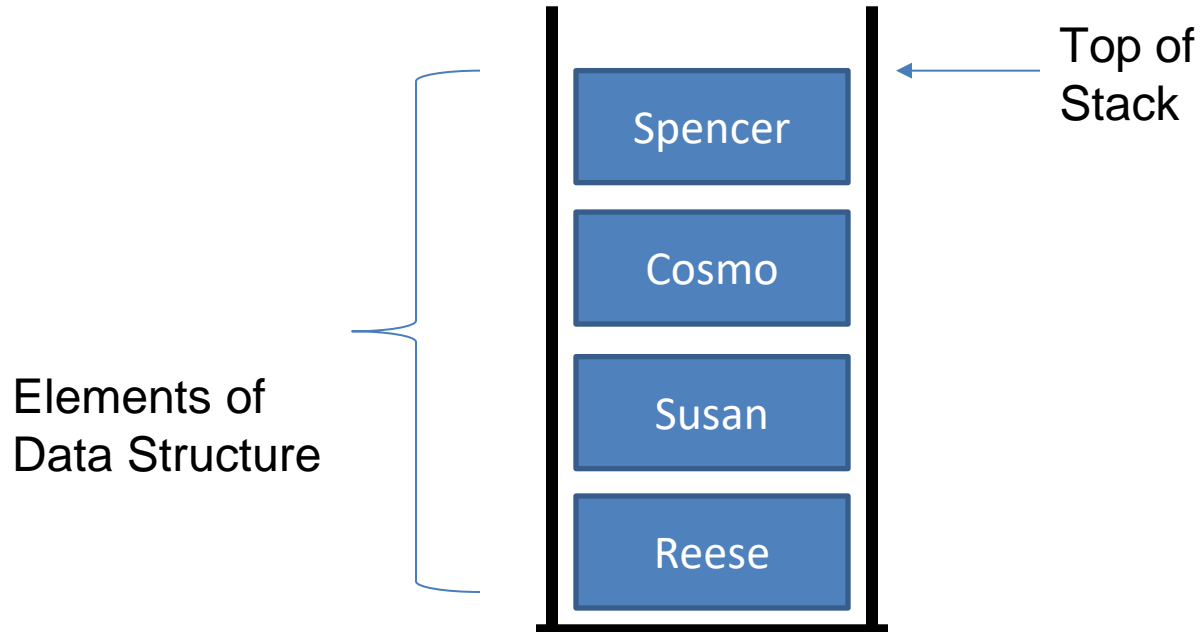 Top of
Stack
Spencer
Cosmo
Susan
Reese
Elements of
Data Structure